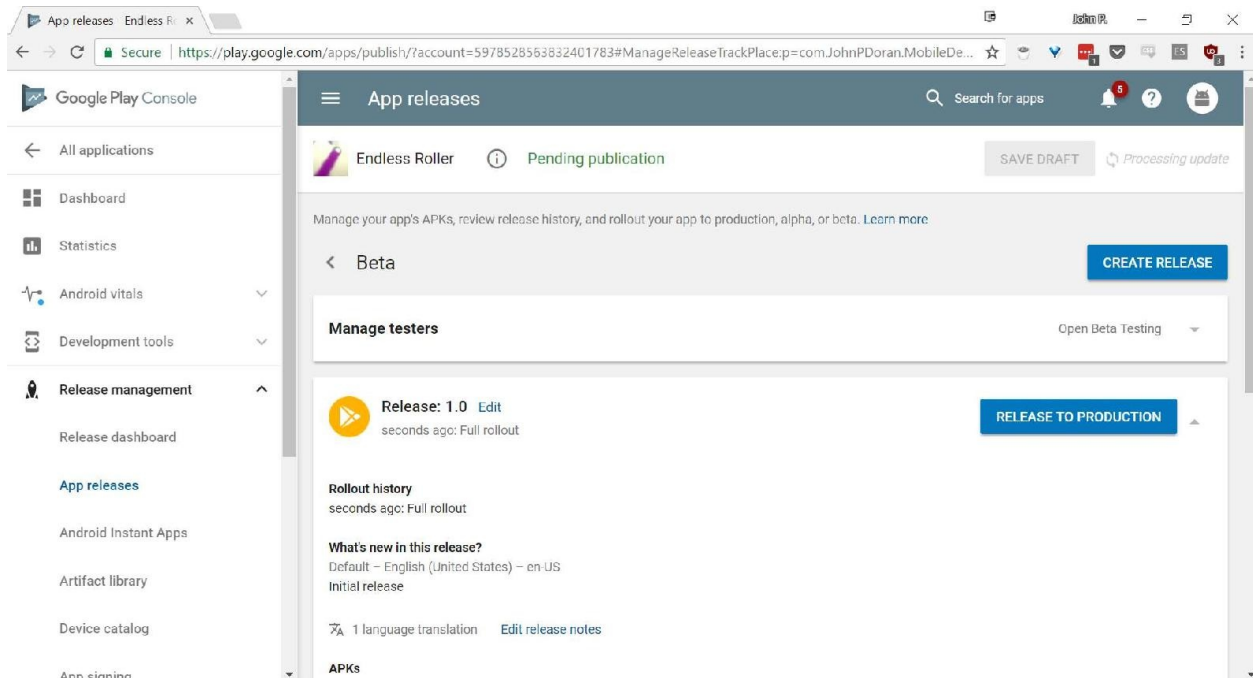 App releases - Endless R
John P.
Secure | https://play.google.com/apps/publish/?account=5978528563832401783#ManageReleaseTrackPlace:p=com.JohnPDoran.MobileDe...
1
ES
3
Google Play Console
App releases
Search for apps
5
?
All applications
Endless Roller
Pending publication
SAVE DRAFT
Processing update
Dashboard
Manage your app's APKs, review release history, and rollout your app to production, alpha, or beta. Learn more
Statistics
Beta
CREATE RELEASE
Android vitals
Manage testers
Open Beta Testing
Development tools
Release management
Release: 1.0 Edit
seconds ago: Full rollout
RELEASE TO PRODUCTION
Release dashboard
App releases
Rollout history
seconds ago: Full rollout
Android Instant Apps
What's new in this release?
Default – English (United States) – en-US
Initial release
Artifact library
Device catalog
1 language translation Edit release notes
APKs
App signing